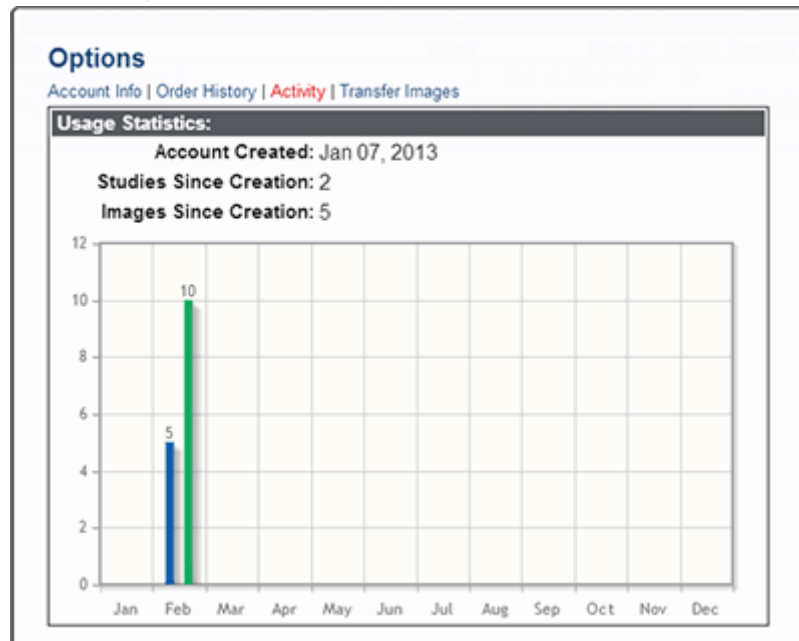 Options
Account Info | Order History | Activity | Transfer Images
Usage Statistics:
Account Created: Jan 07, 2013
Studies Since Creation: 2
Images Since Creation: 5
12
10
10
8
6
5
4
2
0
Jan Feb Mar Apr May Jun Jul Aug Sep Oct Nov Dec